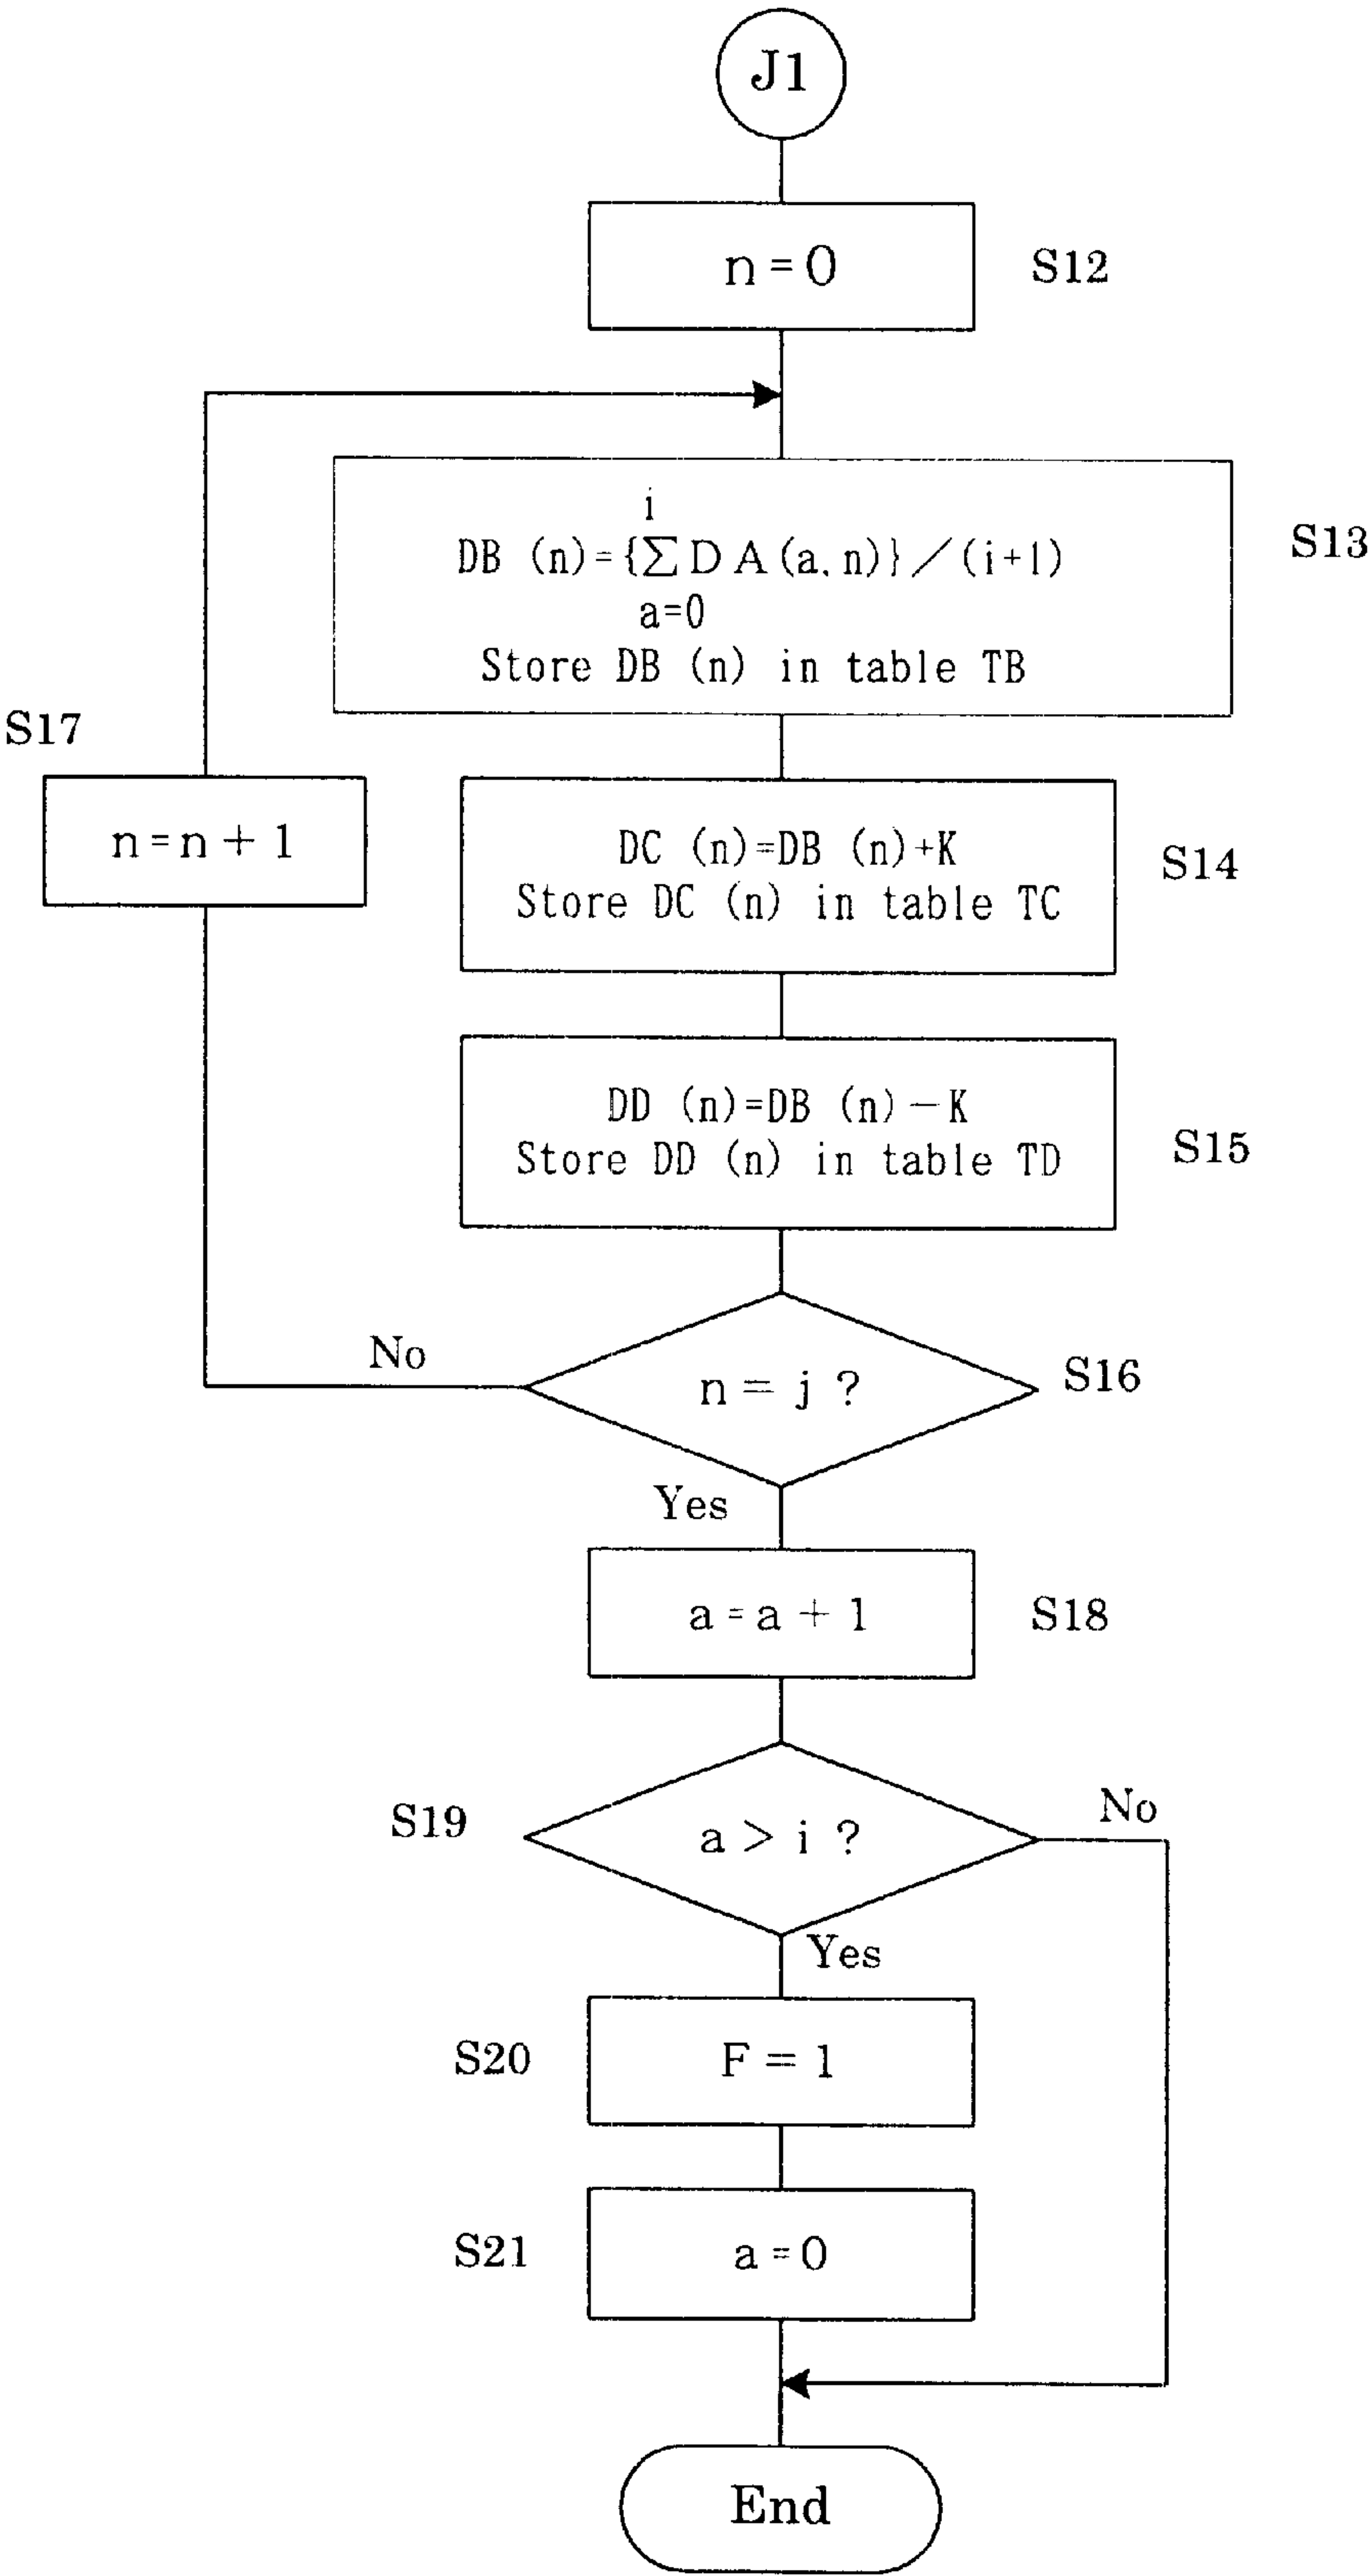 J1
n=0
S12
i
DB (n)={∑DA(a,n)}/(i+1)
a=0
Store DB (n) in table TB
S13
S17
n=n+1
DC (n)=DB (n)+K
Store DC (n) in table TC
S14
DD (n)=DB (n)−K
Store DD (n) in table TD
S15
No
n=j?
S16
Yes
a=a+1
S18
S19
a>i?
No
Yes
S20
F=1
S21
a=0
End